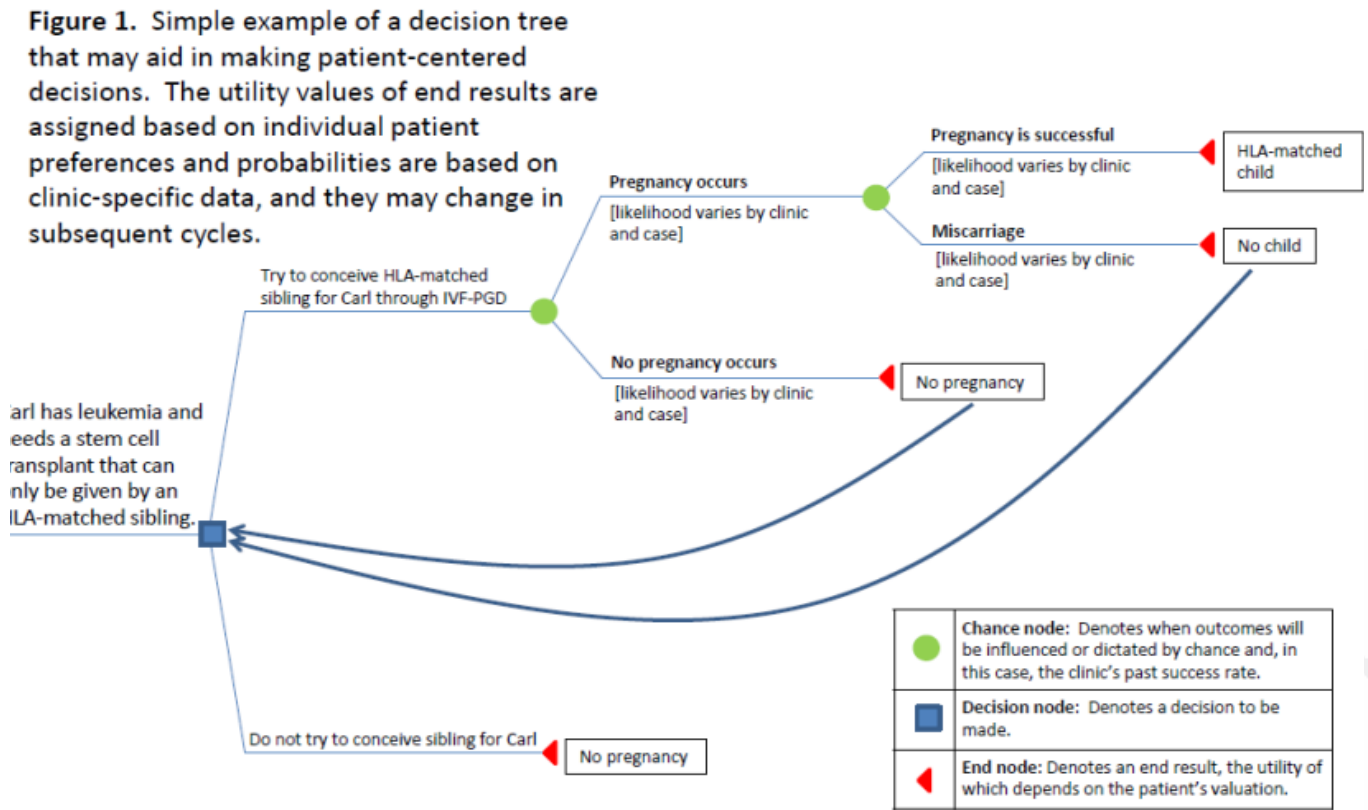 Figure 1. Simple example of a decision tree
that may aid in making patient-centered
decisions. The utility values of end results are
assigned based on individual patient
preferences and probabilities are based on
clinic-specific data, and they may change in
subsequent cycles.
Pregnancy is successful
[likelihood varies by clinic
and case]
HLA-matched
child
Pregnancy occurs
[likelihood varies by clinic
and case]
Miscarriage
[likelihood varies by clinic
and case]
No child
Try to conceive HLA-matched
sibling for Carl through IVF-PGD
No pregnancy occurs
[likelihood varies by clinic
and case]
No pregnancy
arl has leukemia and
eeds a stem cell
ransplant that can
nly be given by an
LA-matched sibling.
Do not try to conceive sibling for Carl
No pregnancy
Chance node: Denotes when outcomes will
be influenced or dictated by chance and, in
this case, the clinic's past success rate.
Decision node: Denotes a decision to be
made.
End node: Denotes an end result, the utility of
which depends on the patient's valuation.